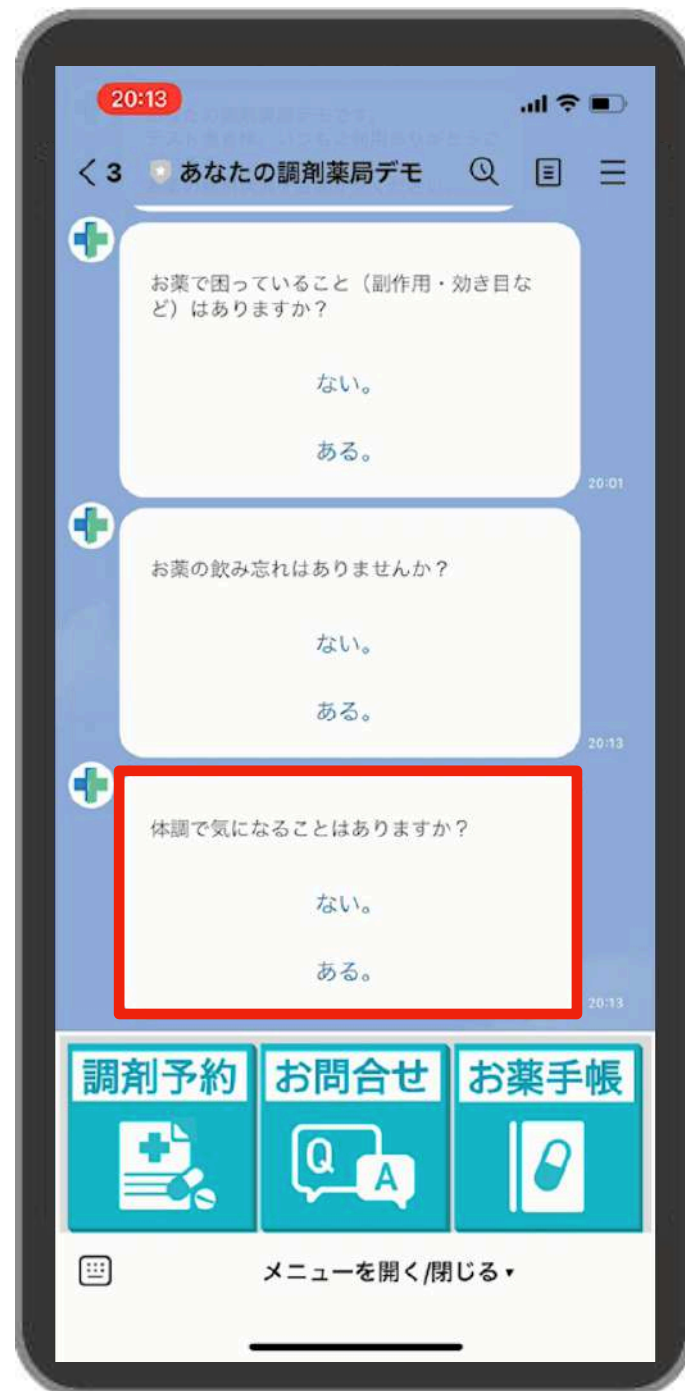 20:13
3 あなたの調剤薬局デモ
お薬で困っていること（副作用・効き目な
ど）はありますか？
ない。
ある。
20:01
お薬の飲み忘れはありませんか？
ない。
ある。
20:13
体調で気になることはありますか？
ない。
ある。
20:13
調剤予約 お問合せ お薬手帳
Q A
メニューを開く/閉じる▾